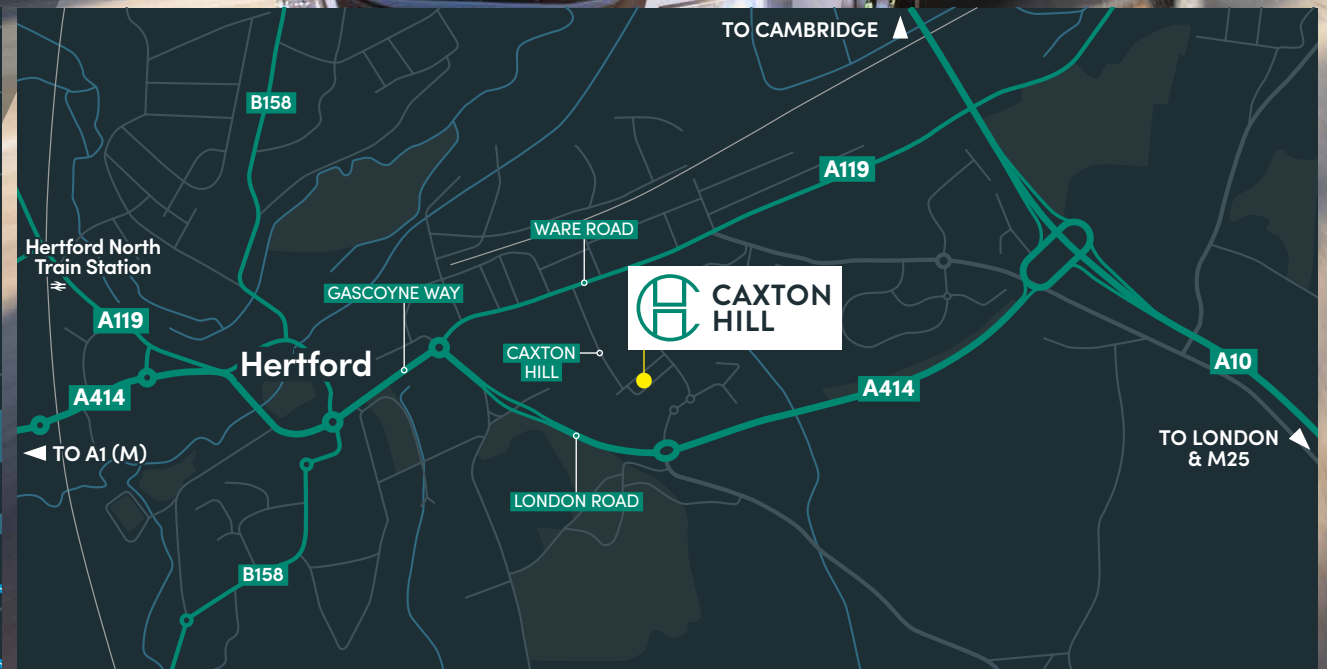 TO CAMBRIDGE
B158
A119
WARE ROAD
Hertford North
Train Station
GASCOYNE WAY
CAXTON
HILL
A119
CAXTON
HILL
Hertford
A10
A414
A414
TO A1 (M)
TO LONDON
& M25
LONDON ROAD
B158